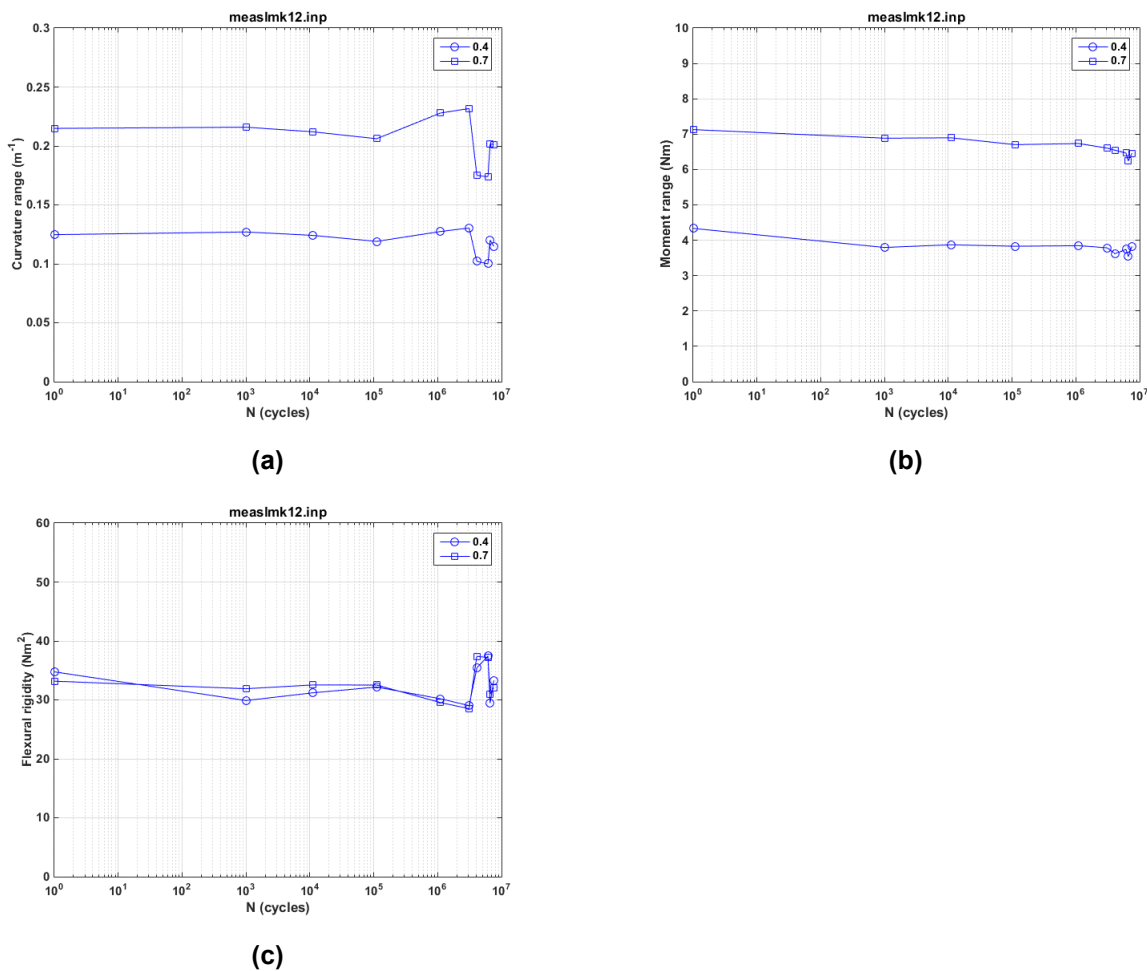 measlmk12.inp
0.3
0.25
0.2
0.15
0.1
0.05
0
Curvature range (m⁻¹)
0.4
0.7
10⁰ 10¹ 10² 10³ 10⁴ 10⁵ 10⁶ 10⁷
N (cycles)
(a)
measlmk12.inp
10
9
8
7
6
5
4
3
2
1
0
Moment range (Nm)
0.4
0.7
10⁰ 10¹ 10² 10³ 10⁴ 10⁵ 10⁶ 10⁷
N (cycles)
(b)
measlmk12.inp
60
50
40
30
20
10
0
Flexural rigidity (Nm²)
0.4
0.7
10⁰ 10¹ 10² 10³ 10⁴ 10⁵ 10⁶ 10⁷
N (cycles)
(c)